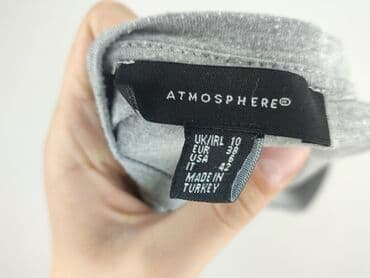 ATMOSPHERE
UK/IRL 10
EUR 38
USA 6
IT 42
MADE IN
TURKEY